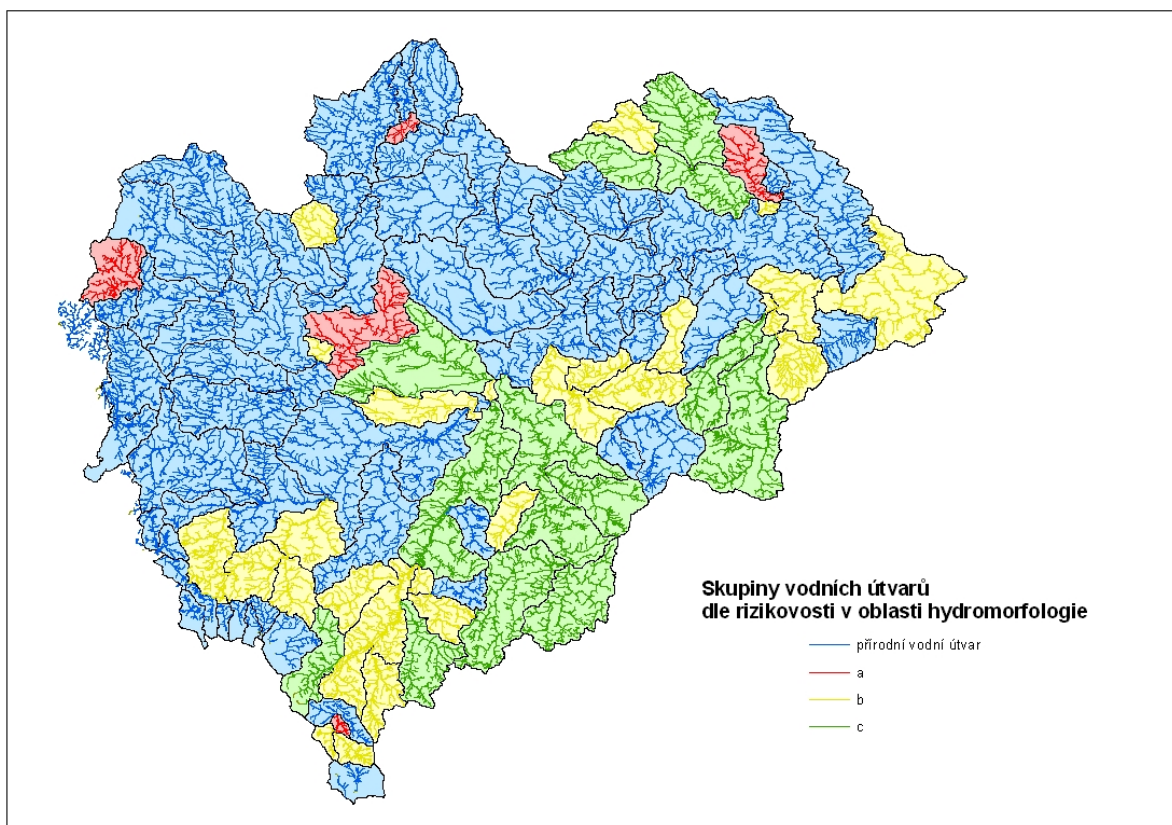 Skupiny vodních útvarů
dle rizikovosti v oblasti hydromorfologie
přírodní vodní útvar
a
b
c